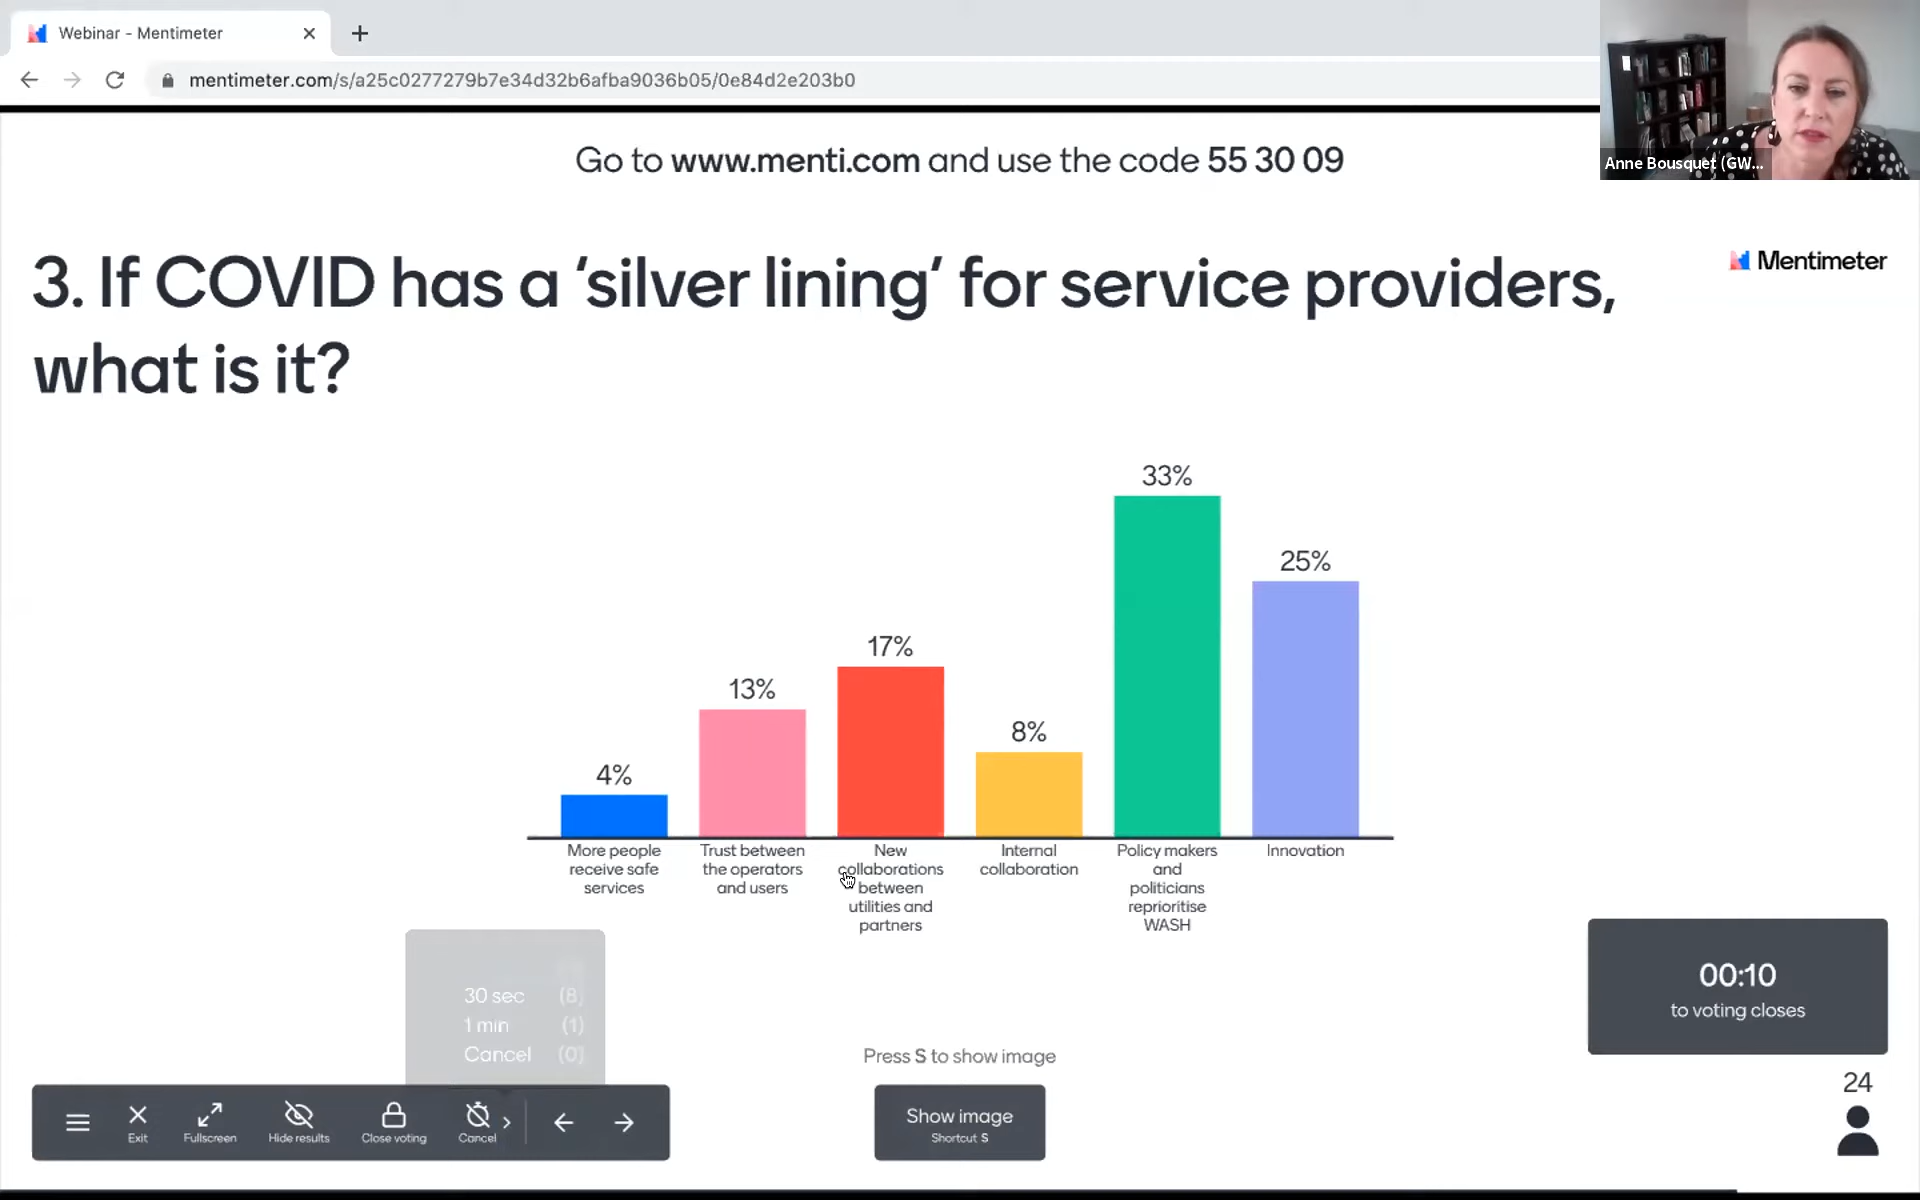 Webinar - Mentimeter
mentimeter.com/s/a25c0277279b7e34d32b6afba9036b05/0e84d2e203b0
Anne Bousquet (GW...
Go to www.menti.com and use the code 55 30 09
3. If COVID has a ‘silver lining’ for service providers,
what is it?
Mentimeter
33%
25%
17%
13%
8%
4%
More people
receive safe
services
Trust between
the operators
and users
New
collaborations
between
utilities and
partners
Internal
collaboration
Policy makers
and
politicians
reprioritise
WASH
Innovation
30 sec (8)
1 min (1)
Cancel (0)
00:10
to voting closes
Press S to show image
Show image
Shortcut S
24
Exit
Fullscreen
Hide results
Close voting
Cancel